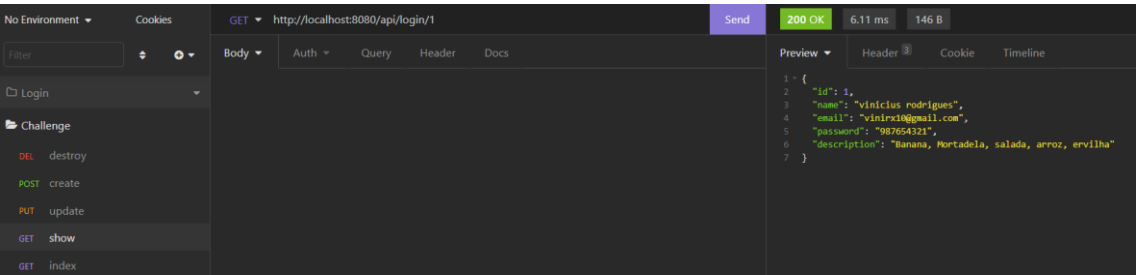 No Environment Cookies
GET http://localhost:8080/api/login/1 Send
200 OK 6.11 ms 146 B
Filter
Body Auth Query Header Docs
Preview Header 3 Cookie Timeline
Login
Challenge
DEL destroy
POST create
PUT update
GET show
GET index
1 {
2 "id": 1,
3 "name": "vinicius rodrigues",
4 "email": "vinirx10@gmail.com",
5 "password": "987654321",
6 "description": "Banana, Mortadela, salada, arroz, ervilha"
7 }